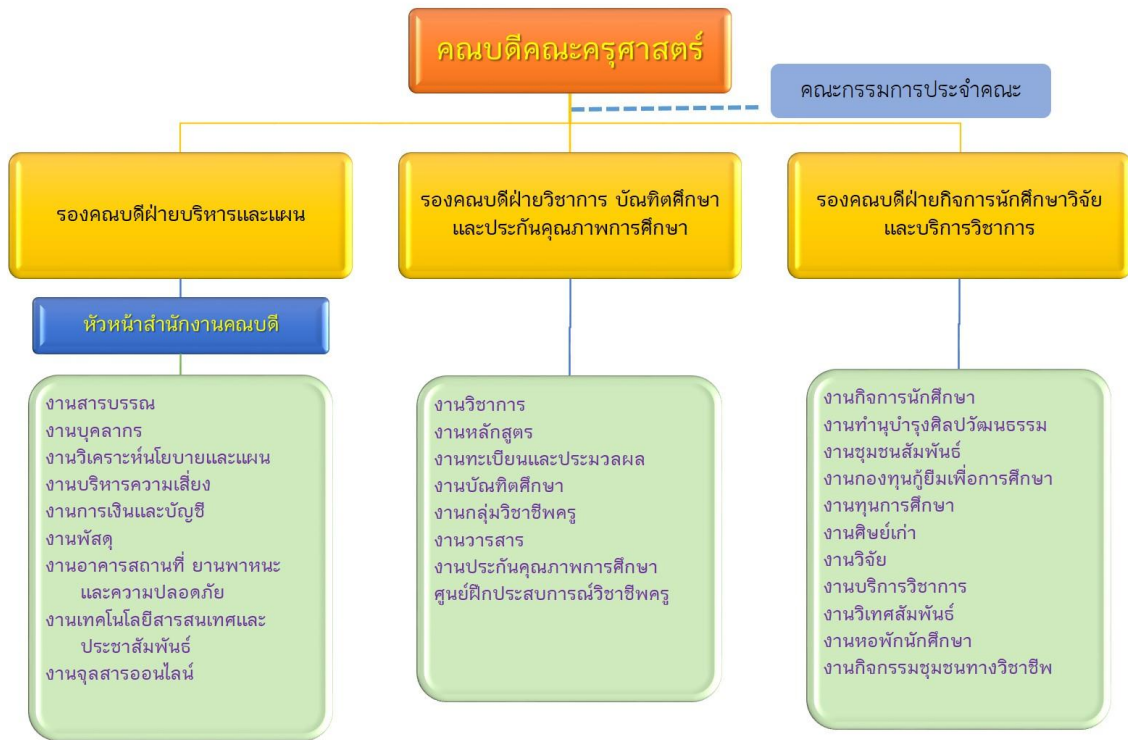 คณบดีคณะครุศาสตร์
คณะกรรมการประจำคณะ
รองคณบดีฝ่ายบริหารและแผน
รองคณบดีฝ่ายวิชาการ บัณฑิตศึกษา
และประกันคุณภาพการศึกษา
รองคณบดีฝ่ายกิจการนักศึกษาวิจัย
และบริการวิชาการ
หัวหน้าสำนักงานคณบดี
งานสารบรรณ
งานบุคลากร
งานวิเคราะห์นโยบายและแผน
งานบริหารความเสี่ยง
งานการเงินและบัญชี
งานพัสดุ
งานอาคารสถานที่ ยานพาหนะ
และความปลอดภัย
งานเทคโนโลยีสารสนเทศและ
ประชาสัมพันธ์
งานจุลสารออนไลน์
งานวิชาการ
งานหลักสูตร
งานทะเบียนและประมวลผล
งานบัณฑิตศึกษา
งานกลุ่มวิชาชีพครู
งานวารสาร
งานประกันคุณภาพการศึกษา
ศูนย์ฝึกประสบการณ์วิชาชีพครู
งานกิจการนักศึกษา
งานทำนุบำรุงศิลปวัฒนธรรม
งานชุมชนสัมพันธ์
งานกองทุนกู้ยืมเพื่อการศึกษา
งานทุนการศึกษา
งานศิษย์เก่า
งานวิจัย
งานบริการวิชาการ
งานวิเทศสัมพันธ์
งานหอพักนักศึกษา
งานกิจกรรมชุมชนทางวิชาชีพ